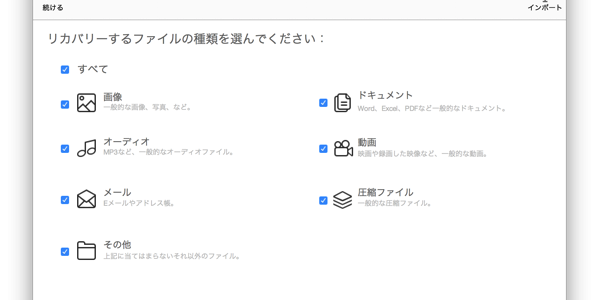 続ける
インポート
リカバリーするファイルの種類を選んでください：
すべて
画像
一般的な画像、写真、など。
ドキュメント
Word、Excel、PDFなど一般的なドキュメント。
オーディオ
MP3など、一般的なオーディオファイル。
動画
映画や録画した映像など、一般的な動画。
メール
Eメールやアドレス帳。
圧縮ファイル
一般的な圧縮ファイル。
その他
上記に当てはまらないそれ以外のファイル。